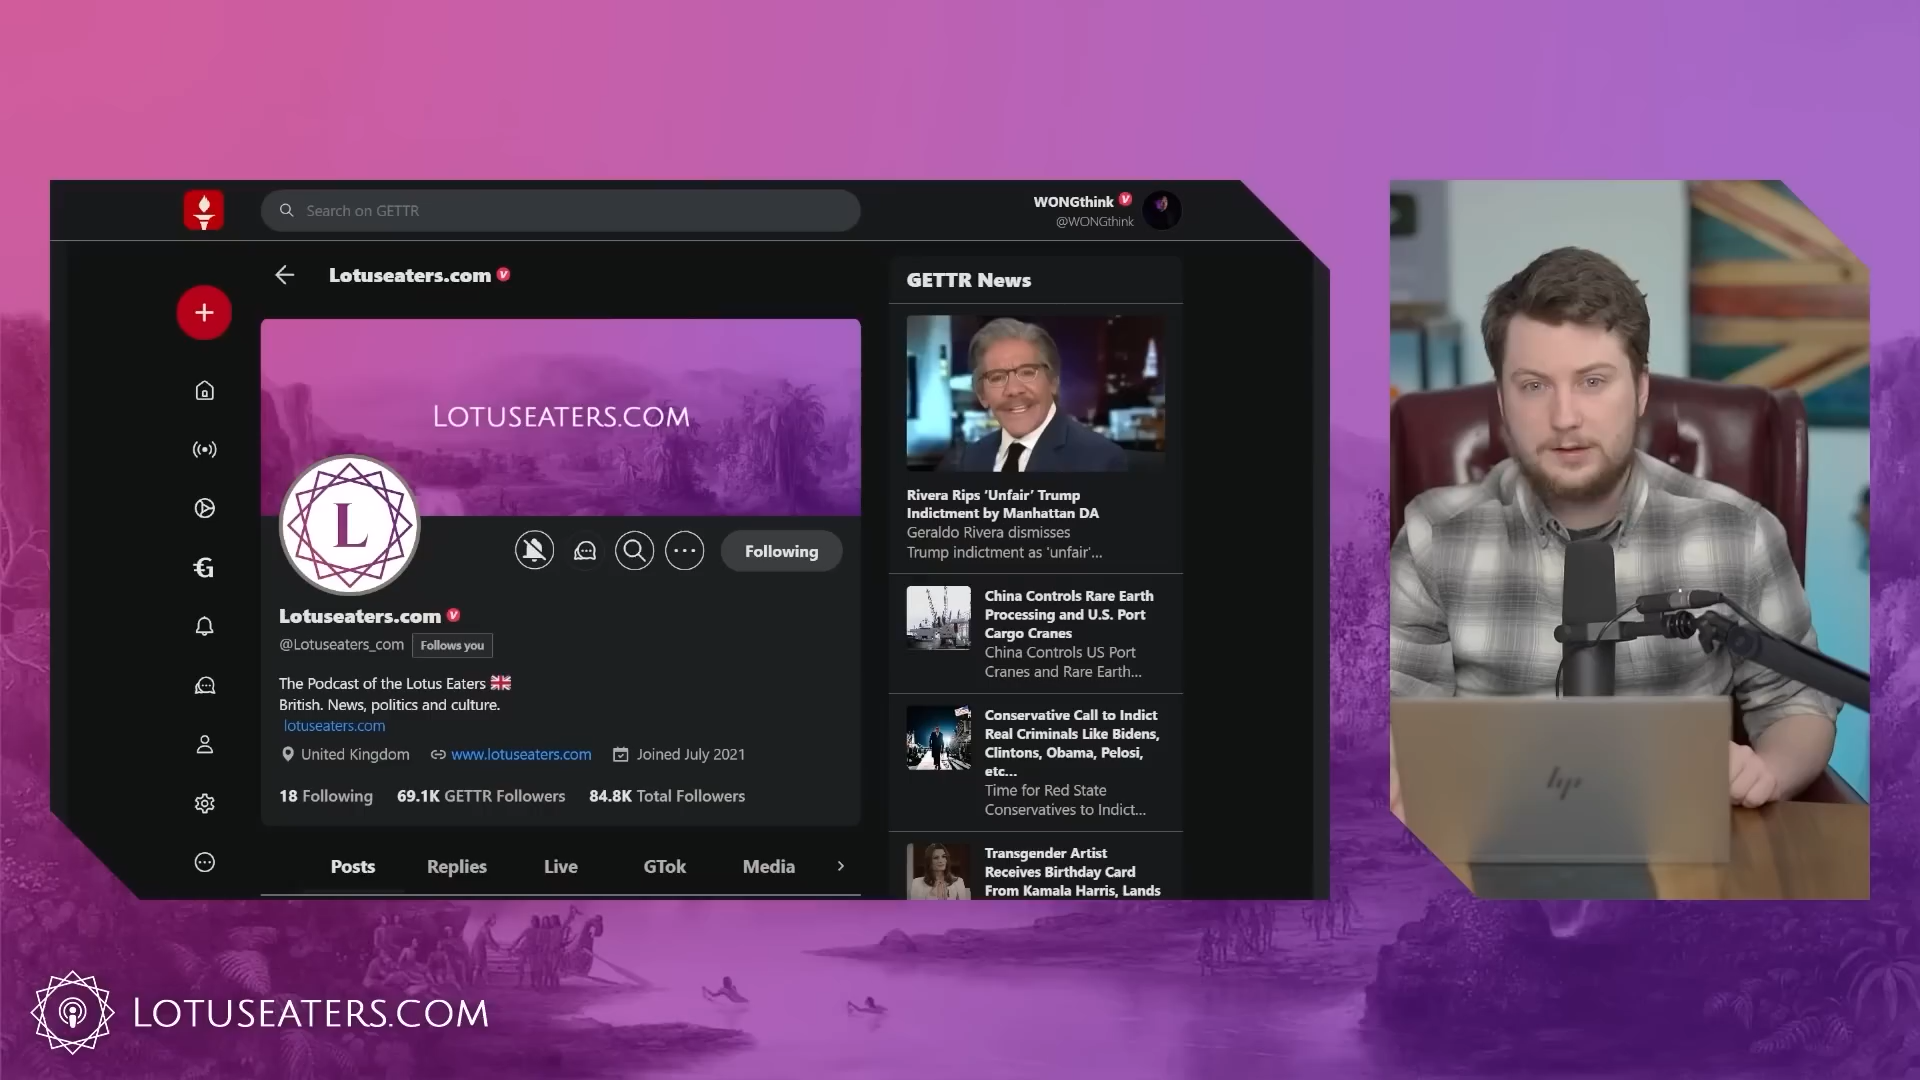 Search on GETTR
WONGthink
@WONGthink
Lotuseaters.com
LOTUSEATERS.COM
L
Following
Lotuseaters.com
@Lotuseaters_com Follows you
The Podcast of the Lotus Eaters
British. News, politics and culture.
lotuseaters.com
United Kingdom www.lotuseaters.com Joined July 2021
18 Following 69.1K GETTR Followers 84.8K Total Followers
Posts Replies Live GTok Media
GETTR News
Rivera Rips ‘Unfair’ Trump
Indictment by Manhattan DA
Geraldo Rivera dismisses
Trump indictment as 'unfair'...
China Controls Rare Earth
Processing and U.S. Port
Cargo Cranes
China Controls US Port
Cranes and Rare Earth...
Conservative Call to Indict
Real Criminals Like Bidens,
Clintons, Obama, Pelosi,
etc...
Time for Red State
Conservatives to Indict...
Transgender Artist
Receives Birthday Card
From Kamala Harris, Lands
hp
LOTUSEATERS.COM